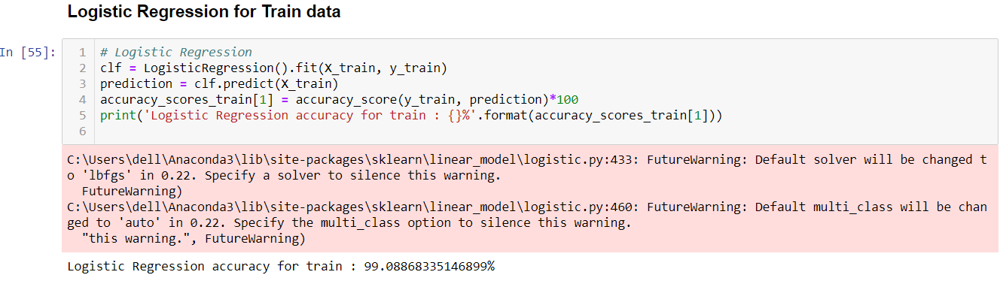 Logistic Regression for Train data
In [55]:
1 # Logistic Regression
2 clf = LogisticRegression().fit(X_train, y_train)
3 prediction = clf.predict(X_train)
4 accuracy_scores_train[1] = accuracy_score(y_train, prediction)*100
5 print('Logistic Regression accuracy for train : {}%'.format(accuracy_scores_train[1]))
6
C:\Users\dell\Anaconda3\lib\site-packages\sklearn\linear_model\logistic.py:433: FutureWarning: Default solver will be changed t
o 'lbfgs' in 0.22. Specify a solver to silence this warning.
  FutureWarning)
C:\Users\dell\Anaconda3\lib\site-packages\sklearn\linear_model\logistic.py:460: FutureWarning: Default multi_class will be chan
ged to 'auto' in 0.22. Specify the multi_class option to silence this warning.
  "this warning.", FutureWarning)
Logistic Regression accuracy for train : 99.08868335146899%